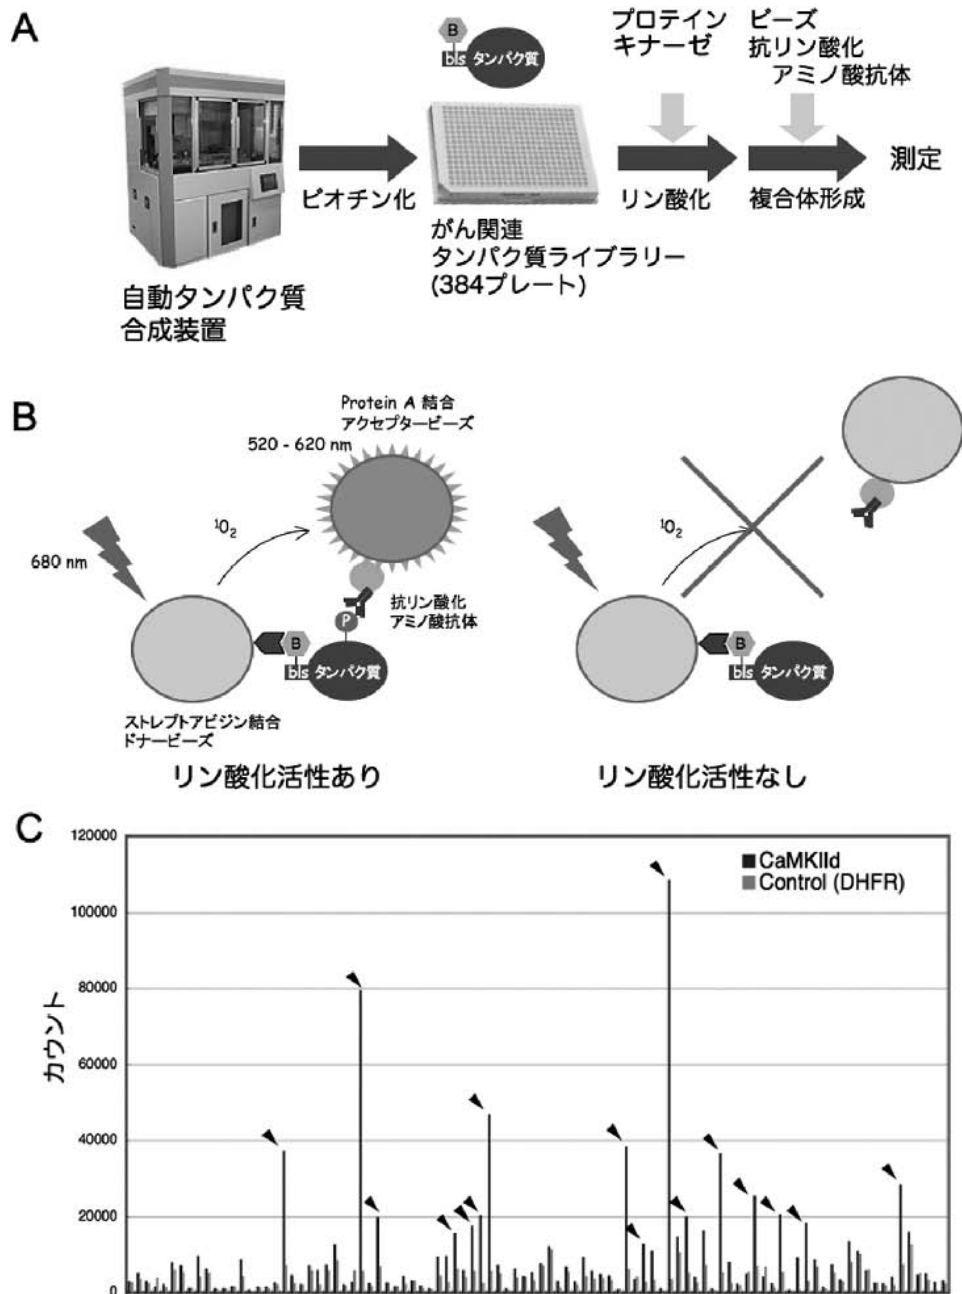 A
B
bls タンパク質
プロテイン
キナーゼ
ビーズ
抗リン酸化
アミノ酸抗体
ビオチン化
リン酸化
複合体形成
測定
がん関連
タンパク質ライブラリー
(384プレート)
自動タンパク質
合成装置
B
Protein A 結合
アクセプタービーズ
520 - 620 nm
¹O₂
680 nm
抗リン酸化
アミノ酸抗体
P
B
bls タンパク質
ストレプトアビジン結合
ドナービーズ
リン酸化活性あり
¹O₂
B
bls タンパク質
リン酸化活性なし
C
カウント
120000
100000
80000
60000
40000
20000
0
CaMKIId
Control (DHFR)